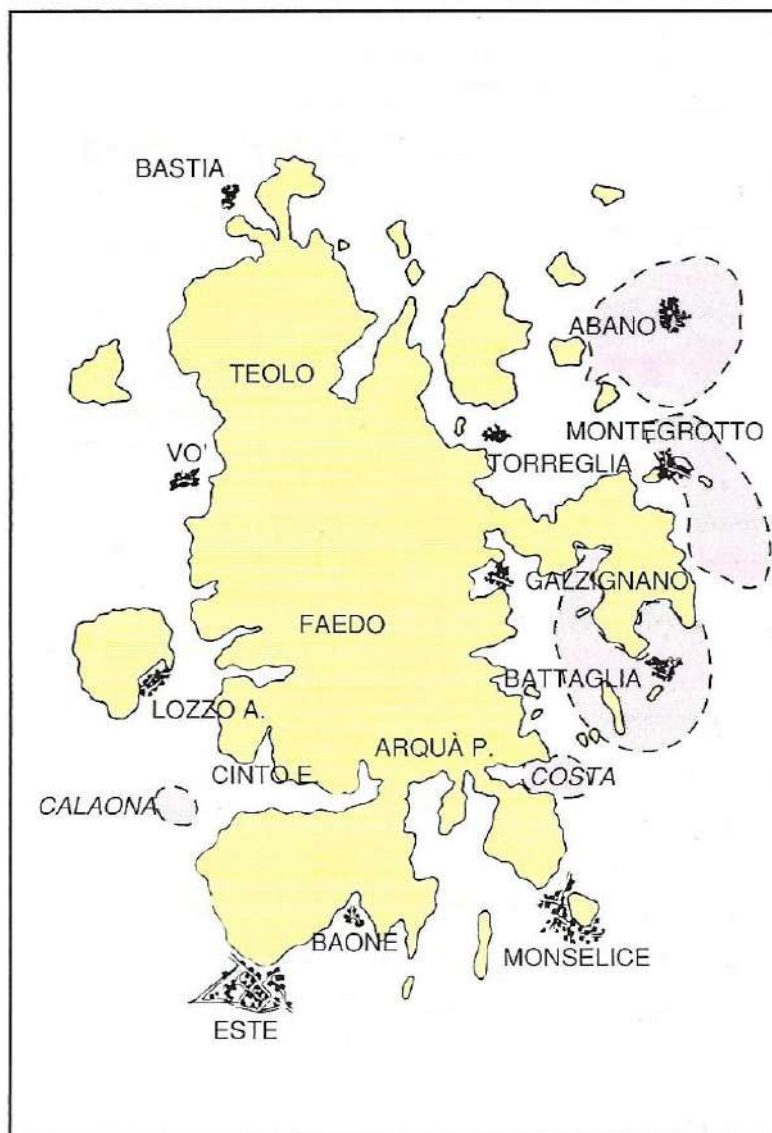 BASTIA
ABANO
TEOLO
MONTEGROTTO
VO'
TORREGLIA
GALZIGNANO
FAEDO
BATTAGLIA
LOZZO A.
ARQUÀ P.
CINTO E.
COSTA
CALAONA
BAONE
MONSELICE
ESTE